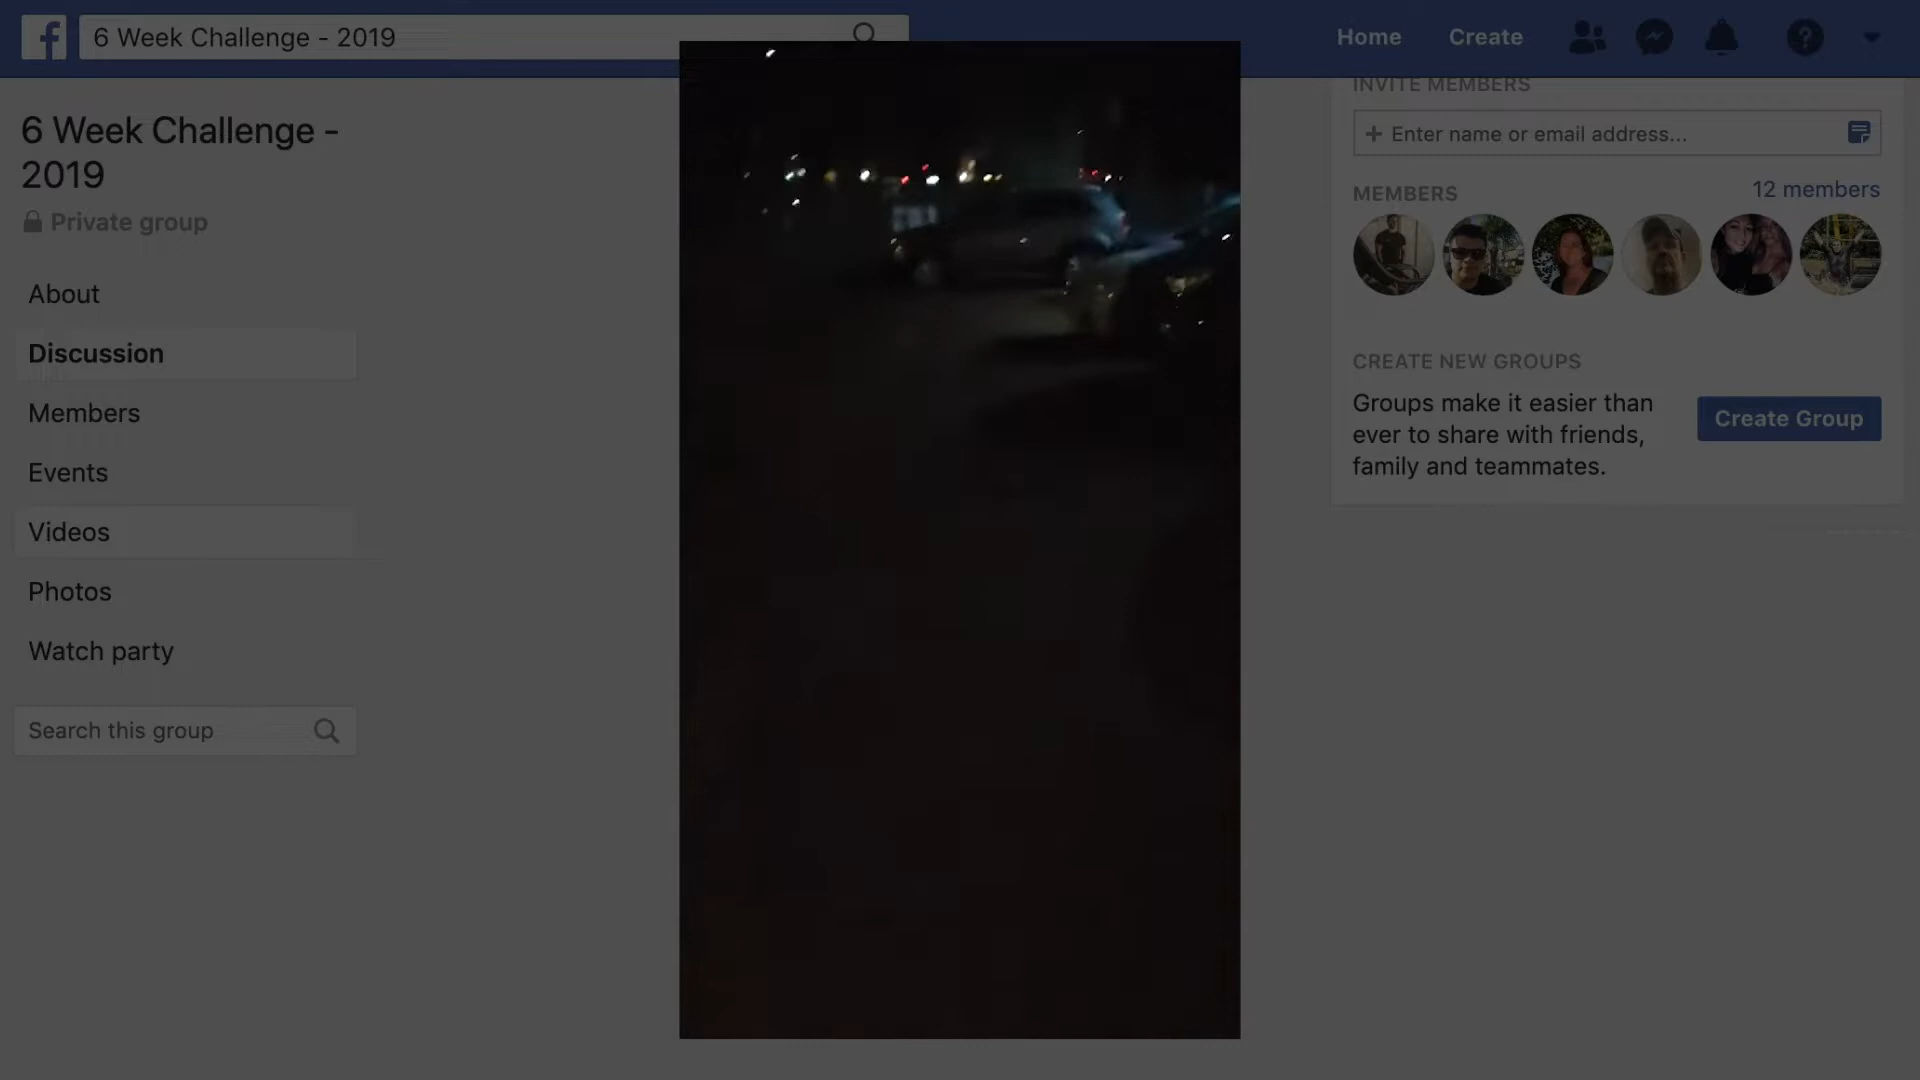 6 Week Challenge - 2019
Home
Create
6 Week Challenge -
2019
Private group
About
Discussion
Members
Events
Videos
Photos
Watch party
Search this group
INVITE MEMBERS
+ Enter name or email address...
MEMBERS
12 members
CREATE NEW GROUPS
Groups make it easier than
ever to share with friends,
family and teammates.
Create Group